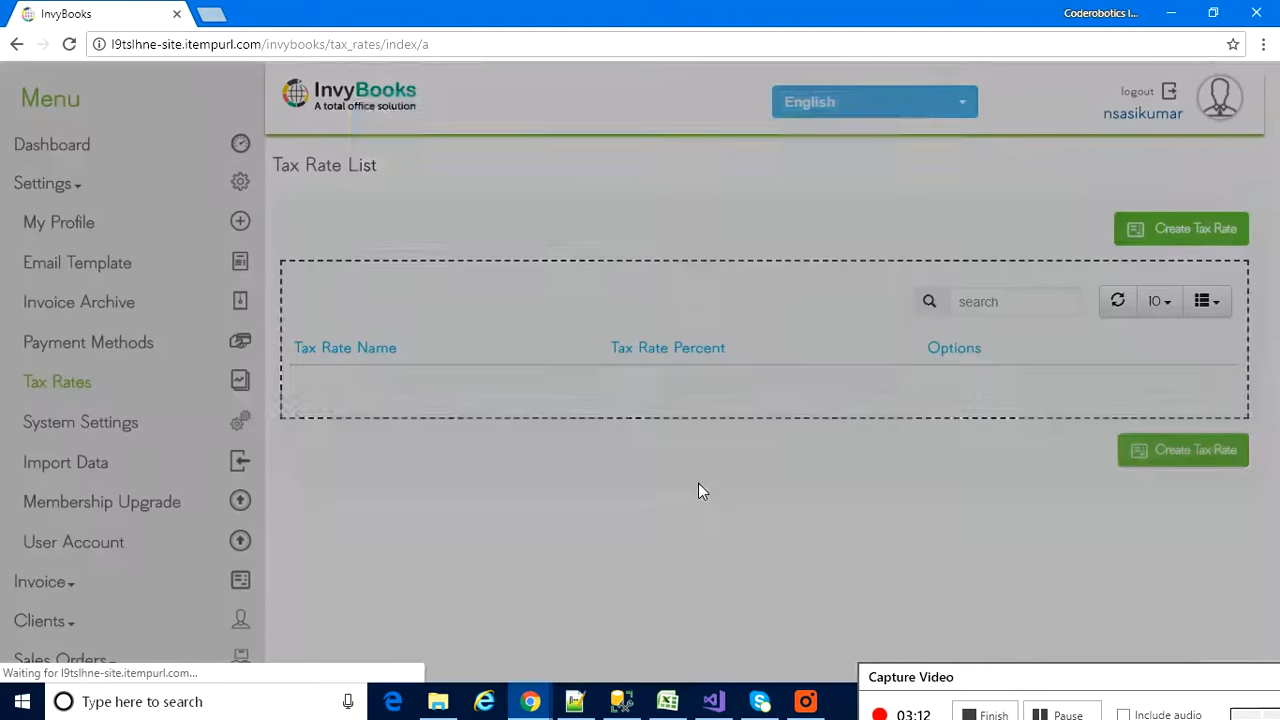 InvyBooks
Coderobotics I...
l9tslhne-site.itempurl.com/invybooks/tax_rates/index/a
Menu
Dashboard
Settings
My Profile
Email Template
Invoice Archive
Payment Methods
Tax Rates
System Settings
Import Data
Membership Upgrade
User Account
Invoice
Clients
Sales Orders
InvyBooks
A total office solution
English
logout
nsasikumar
Tax Rate List
Create Tax Rate
search
10
Tax Rate Name
Tax Rate Percent
Options
Create Tax Rate
Waiting for l9tslhne-site.itempurl.com...
Capture Video
03:12
Finish
Pause
Include audio
Type here to search